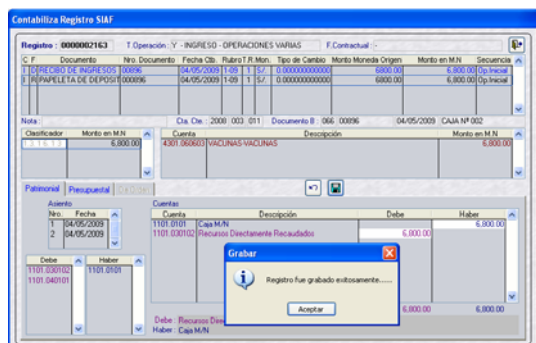 Contabiliza Registro SIAF
Registro : 0000002163 T.Operación : Y - INGRESO - OPERACIONES VARIAS F.Contractual : -
C F Documento Nro. Documento Fecha Ctb. Rubro T.R. Mon. Tipo de Cambio Monto Moneda Origen Monto en M.N Secuencia
RECIBO DE INGRESOS 00096 04/05/2009 1-09 1 S/. 0.000000000000 6800.00 6,800.00 Op.Inicial
PAPELETA DE DEPOSIT 000096 04/05/2009 1-09 1 S/. 0.000000000000 6800.00 6,800.00 Op.Inicial
Nota : Cta. Cte. : 2000 003 011 Documento B : 066 00096 04/05/2009 CAJA Nº 002
Clasificador Monto en M.N Cuenta Descripción Monto en M.N
6,800.00 4301.060603 VACUNAS-VACUNAS 6,800.00
Patrimonial Presupuestal
Asiento Cuentas
Nro. Fecha Cuenta Descripción Debe Haber
1 04/05/2009 1101.0101 Caja M/N 6,800.00
2 04/05/2009 1101.030102 Recursos Directamente Recaudados 6,800.00
Debe Haber
1101.030102 1101.0101
1101.040101
Grabar
Registro fue grabado exitosamente......
Aceptar
6,800.00 6,800.00
Debe : Recursos
Haber : Caja M/N